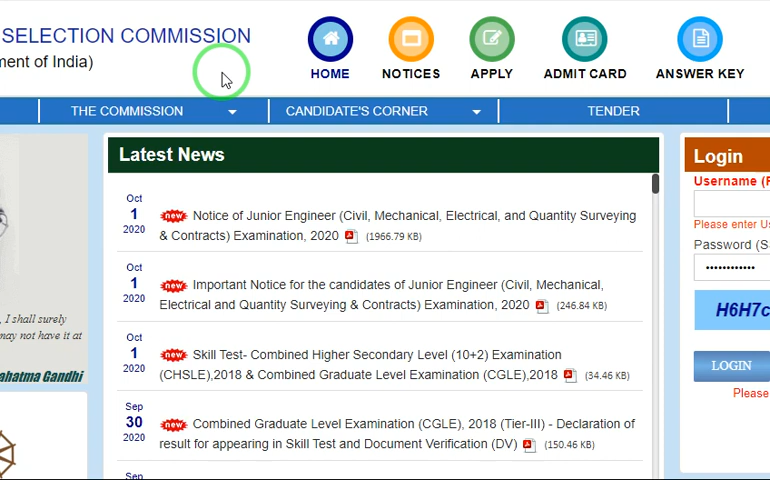 SELECTION COMMISSION
ment of India)
HOME NOTICES APPLY ADMIT CARD ANSWER KEY
THE COMMISSION CANDIDATE'S CORNER TENDER
Latest News
Oct
1
2020
new Notice of Junior Engineer (Civil, Mechanical, Electrical, and Quantity Surveying
& Contracts) Examination, 2020 (1966.79 KB)
Oct
1
2020
new Important Notice for the candidates of Junior Engineer (Civil, Mechanical,
Electrical and Quantity Surveying & Contracts) Examination, 2020 (246.84 KB)
Oct
1
2020
new Skill Test- Combined Higher Secondary Level (10+2) Examination
(CHSLE),2018 & Combined Graduate Level Examination (CGLE),2018 (34.46 KB)
Sep
30
2020
new Combined Graduate Level Examination (CGLE), 2018 (Tier-III) - Declaration of
result for appearing in Skill Test and Document Verification (DV) (150.46 KB)
Sep
, I shall surely
may not have it at
ahatma Gandhi
Login
Username (
Please enter Us
Password (S
H6H7c
LOGIN
Please